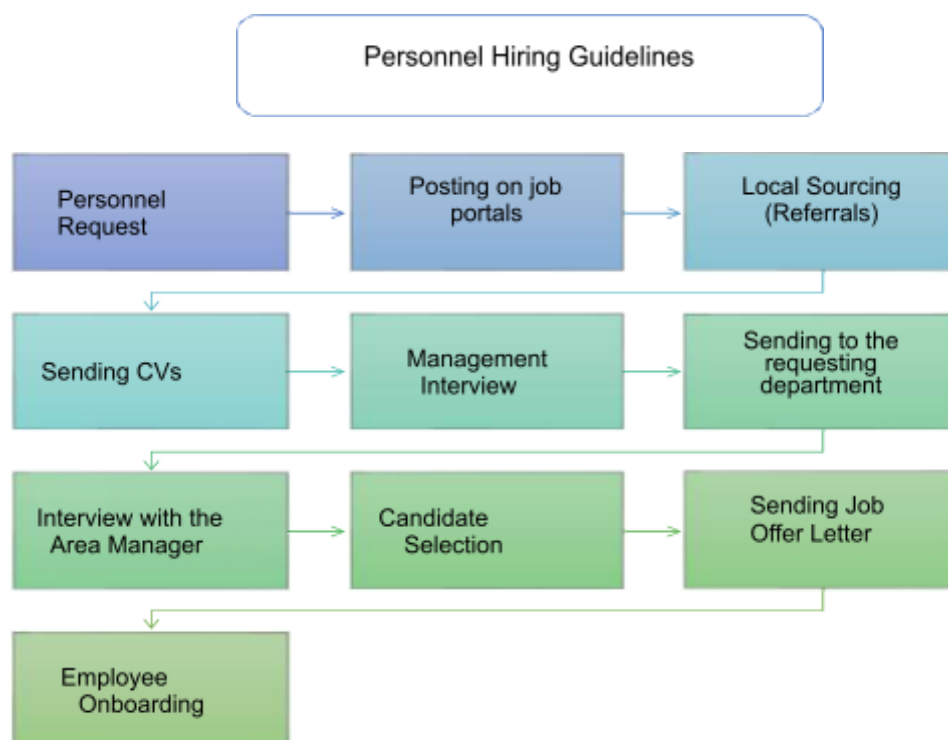 Personnel Hiring Guidelines
Personnel
Request
Posting on job
portals
Local Sourcing
(Referrals)
Sending CVs
Management
Interview
Sending to the
requesting
department
Interview with the
Area Manager
Candidate
Selection
Sending Job
Offer Letter
Employee
Onboarding